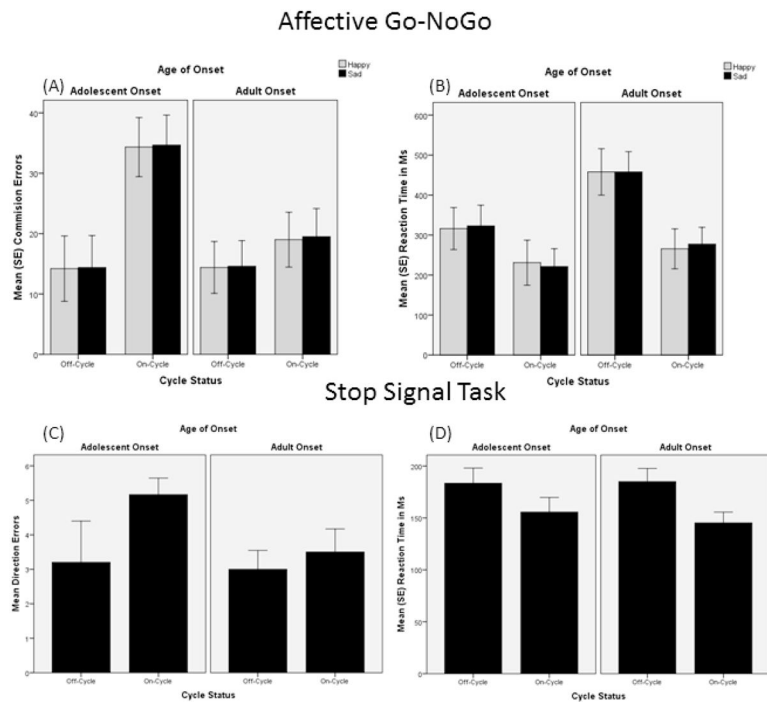 Affective Go-NoGo
(A)
Age of Onset
Happy
Sad
Adolescent Onset
Adult Onset
Mean (SE) Commision Errors
40
30
20
10
0
Off-Cycle
On-Cycle
Off-Cycle
On-Cycle
Cycle Status
(B)
Age of Onset
Happy
Sad
Adolescent Onset
Adult Onset
Mean (SE) Reaction Time in Ms
600
500
400
300
200
100
0
Off-Cycle
On-Cycle
Off-Cycle
On-Cycle
Cycle Status
Stop Signal Task
(C)
Age of Onset
Adolescent Onset
Adult Onset
Mean Direction Errors
6
5
4
3
2
1
0
Off-Cycle
On-Cycle
Off-Cycle
On-Cycle
Cycle Status
(D)
Age of Onset
Adolescent Onset
Adult Onset
Mean (SE) Reaction Time in Ms
200
150
100
50
0
Off-Cycle
On-Cycle
Off-Cycle
On-Cycle
Cycle Status